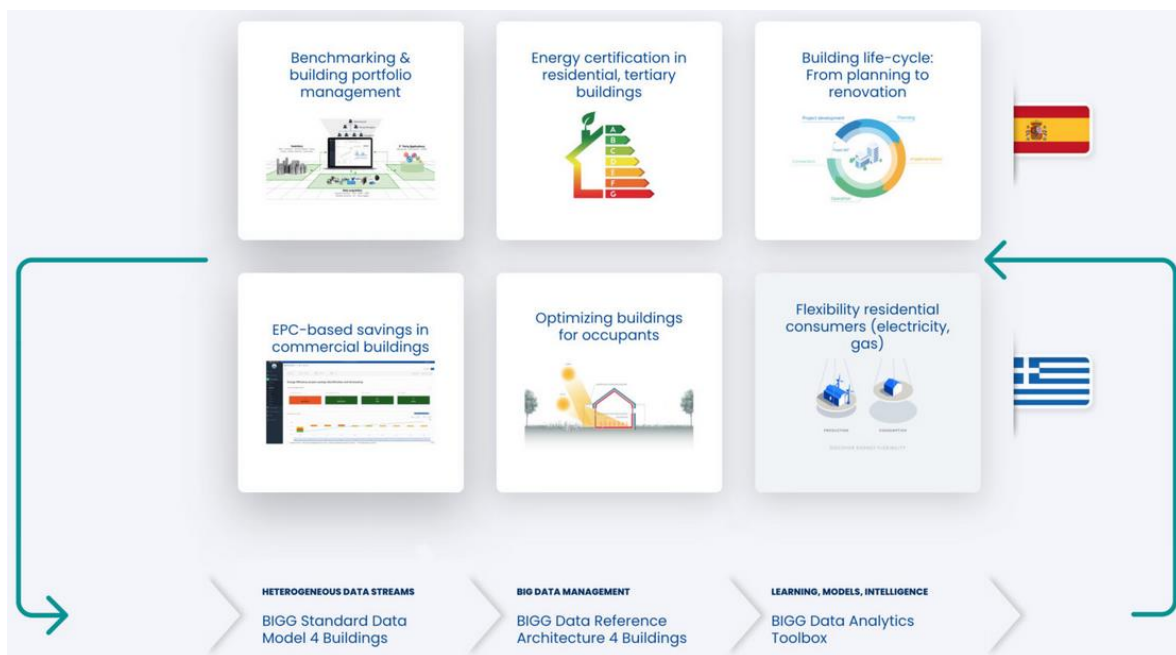 Benchmarking &
building portfolio
management
Energy certification in
residential, tertiary
buildings
A
B
C
D
E
F
G
Building life-cycle:
From planning to
renovation
Project development
Planning
Operation
EPC-based savings in
commercial buildings
Optimizing buildings
for occupants
Flexibility residential
consumers (electricity,
gas)
PRODUCTION
CONSUMPTION
HETEROGENEOUS DATA STREAMS
BIGG Standard Data
Model 4 Buildings
BIG DATA MANAGEMENT
BIGG Data Reference
Architecture 4 Buildings
LEARNING, MODELS, INTELLIGENCE
BIGG Data Analytics
Toolbox